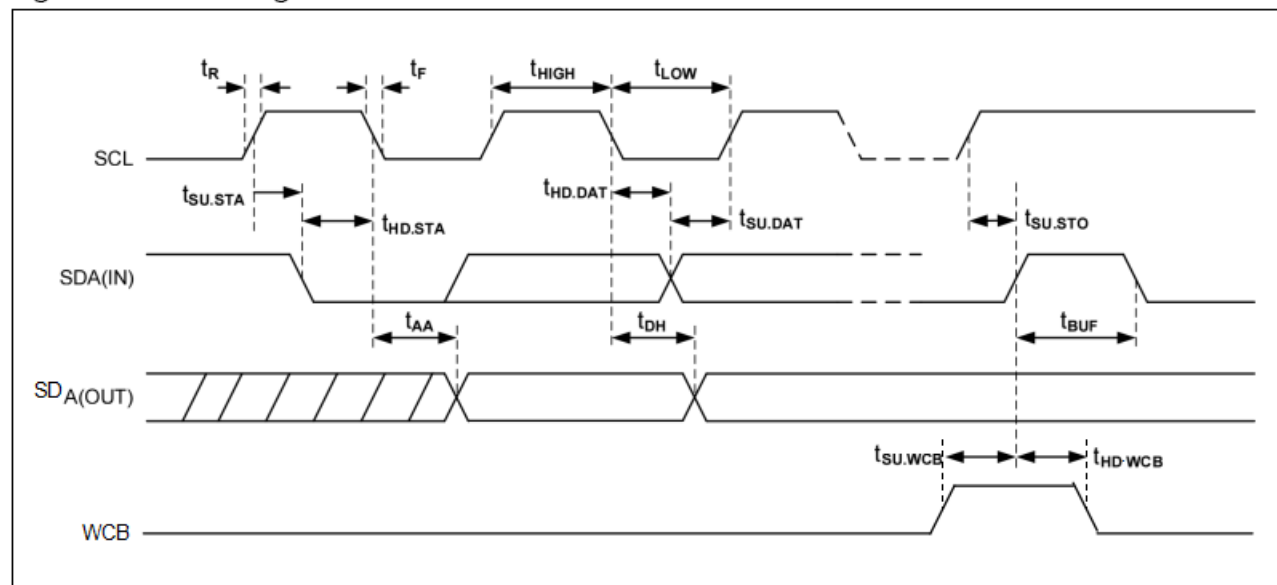 tR tF tHIGH tLOW
SCL
tSU.STA tHD.STA tHD.DAT tSU.DAT tSU.STO
SDA(IN)
tAA tDH tBUF
SDA(OUT)
tSU.WCB tHD-WCB
WCB